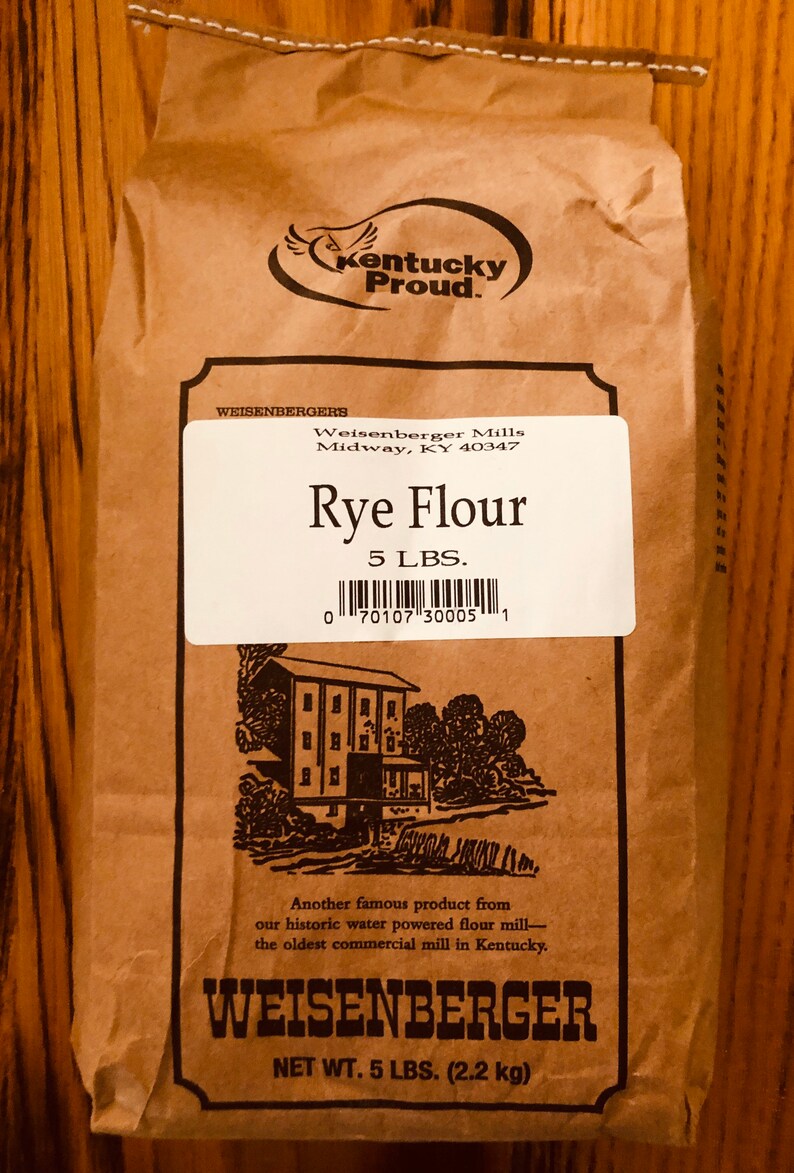 Kentucky
Proud™
WEISENBERGER'S
Weisenberger Mills
Midway, KY 40347
Rye Flour
5 LBS.
0 70107 30005 1
Another famous product from
our historic water powered flour mill—
the oldest commercial mill in Kentucky.
WEISENBERGER
NET WT. 5 LBS. (2.2 kg)